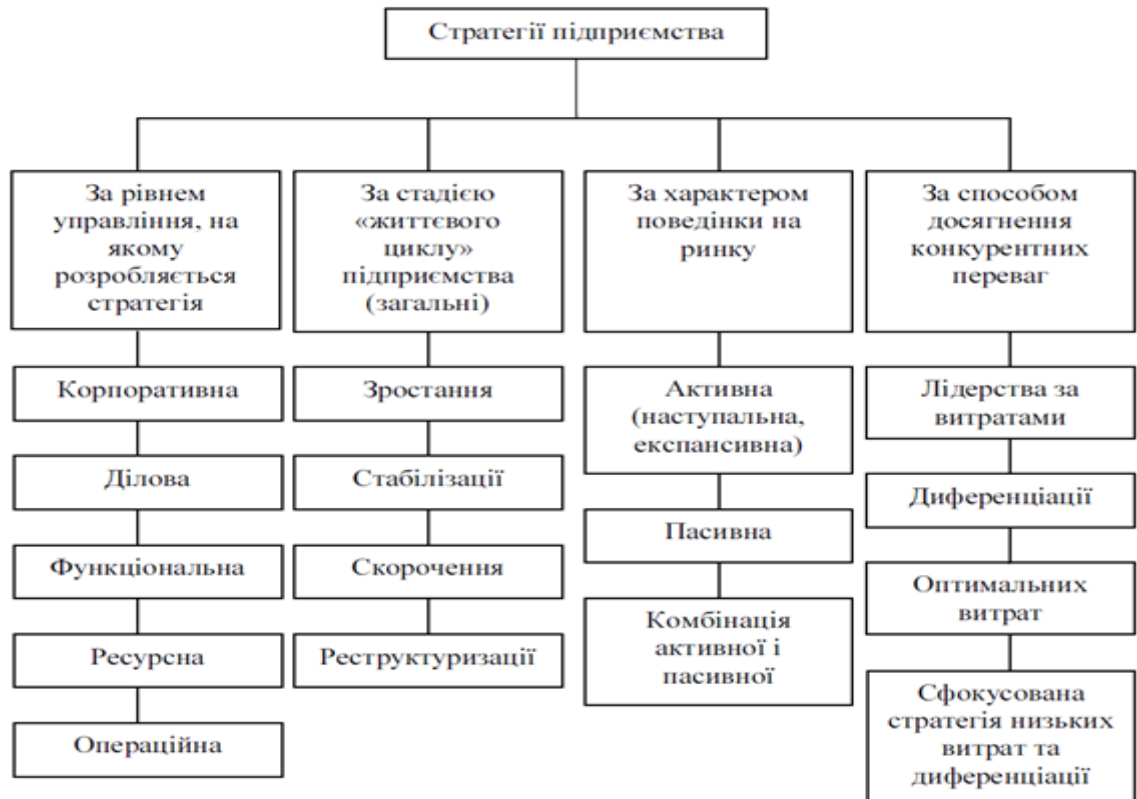 Стратегії підприємства
За рівнем
управління, на
якому
розробляється
стратегія
Корпоративна
Ділова
Функціональна
Ресурсна
Операційна
За стадією
«життєвого
циклу»
підприємства
(загальні)
Зростання
Стабілізації
Скорочення
Реструктуризації
За характером
поведінки на
ринку
Активна
(наступальна,
експансивна)
Пасивна
Комбінація
активної і
пасивної
За способом
досягнення
конкурентних
переваг
Лідерства за
витратами
Диференціації
Оптимальних
витрат
Сфокусована
стратегія низьких
витрат та
диференціації